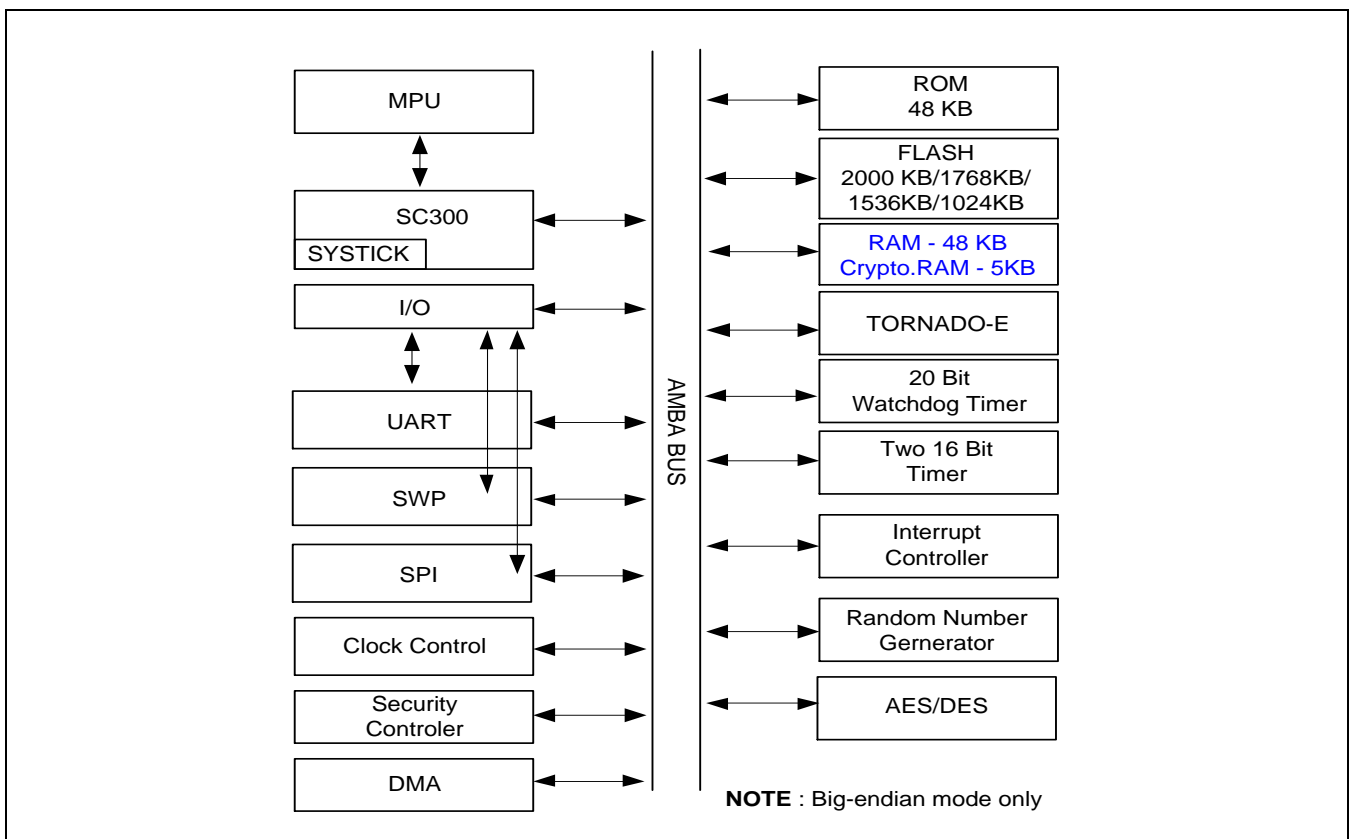 MPU
SC300
SYSTICK
I/O
UART
SWP
SPI
Clock Control
Security
Controler
DMA
AMBA BUS
ROM
48 KB
FLASH
2000 KB/1768KB/
1536KB/1024KB
RAM - 48 KB
Crypto.RAM - 5KB
TORNADO-E
20 Bit
Watchdog Timer
Two 16 Bit
Timer
Interrupt
Controller
Random Number
Gernerator
AES/DES
NOTE : Big-endian mode only